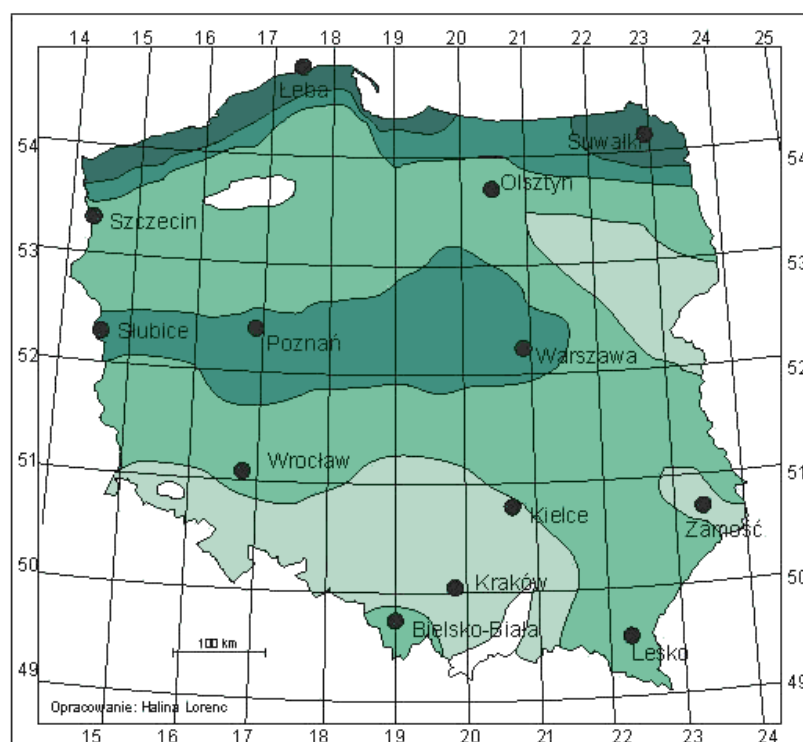 14 15 16 17 18 19 20 21 22 23 24 25
Łeba
54
Suwałki
54
Olsztyn
Szczecin
53
53
Słubice
Poznań
Warszawa
52
52
Wrocław
51
51
Kielce
Zamość
50
50
Kraków
Bielsko-Biała
100 km
Lesko
49
49
Opracowanie: Halina Lorenc
15 16 17 18 19 20 21 22 23 24